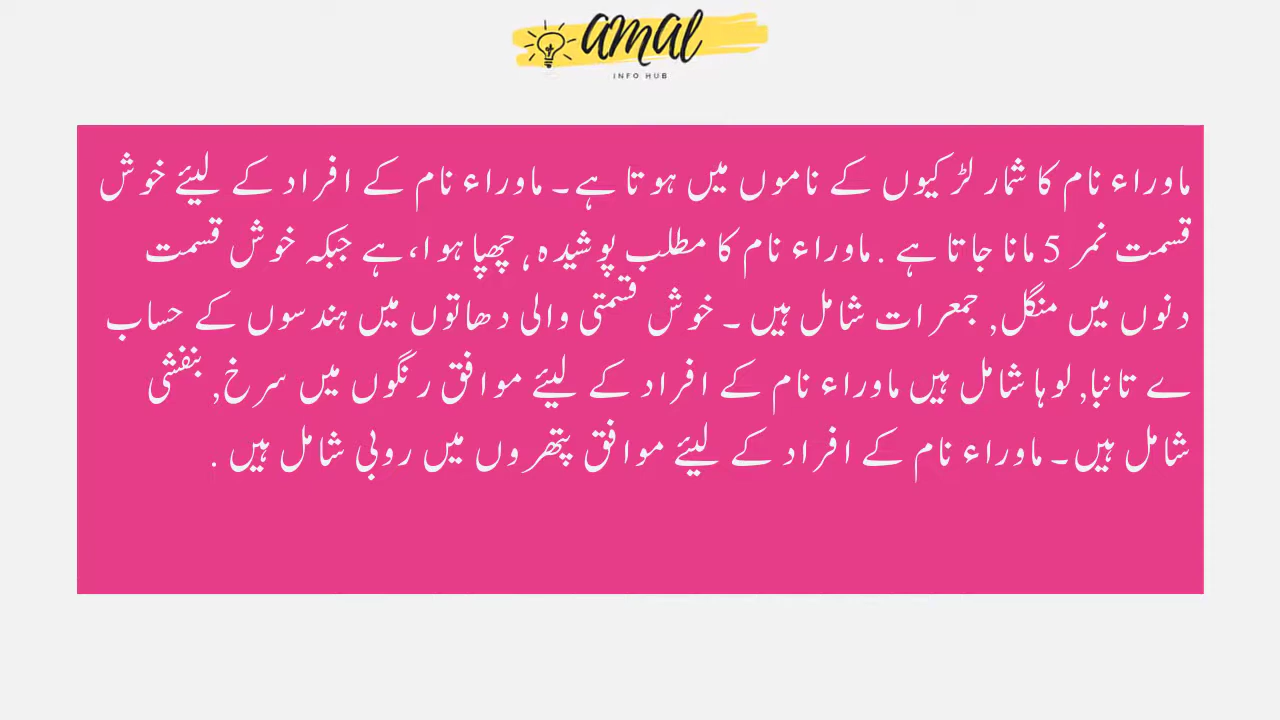 amal
INFO HUB
ماوراء نام کا شمار لڑکیوں کے ناموں میں ہوتا ہے۔ ماوراء نام کے افراد کے لیئے خوش
قسمت نمر 5 مانا جاتا ہے . ماوراء نام کا مطلب پوشیدہ , چھپا ہوا، ہے جبکہ خوش قسمت
دنوں میں منگل, جمعرات شامل ہیں ۔ خوش قسمتی والی دھاتوں میں ہندسوں کے حساب
ے تانبا, لوہا شامل ہیں ماوراء نام کے افراد کے لیئے موافق رنگوں میں سرخ, بنفشی
شامل ہیں۔ ماوراء نام کے افراد کے لیئے موافق پتھروں میں روبی شامل ہیں .